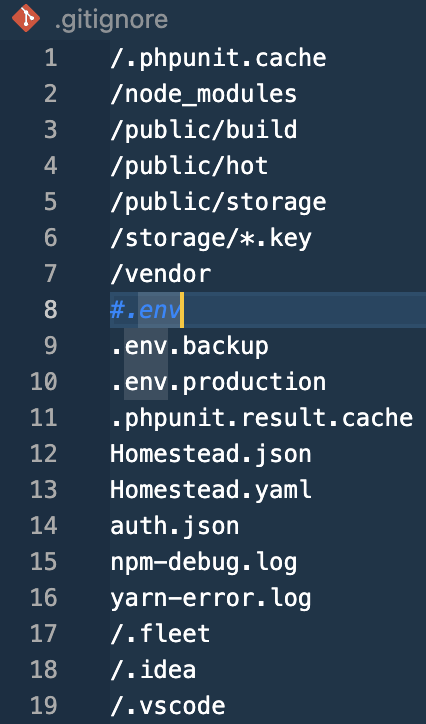 .gitignore
1 /.phpunit.cache
2 /node_modules
3 /public/build
4 /public/hot
5 /public/storage
6 /storage/*.key
7 /vendor
8 #.env
9 .env.backup
10 .env.production
11 .phpunit.result.cache
12 Homestead.json
13 Homestead.yaml
14 auth.json
15 npm-debug.log
16 yarn-error.log
17 /.fleet
18 /.idea
19 /.vscode